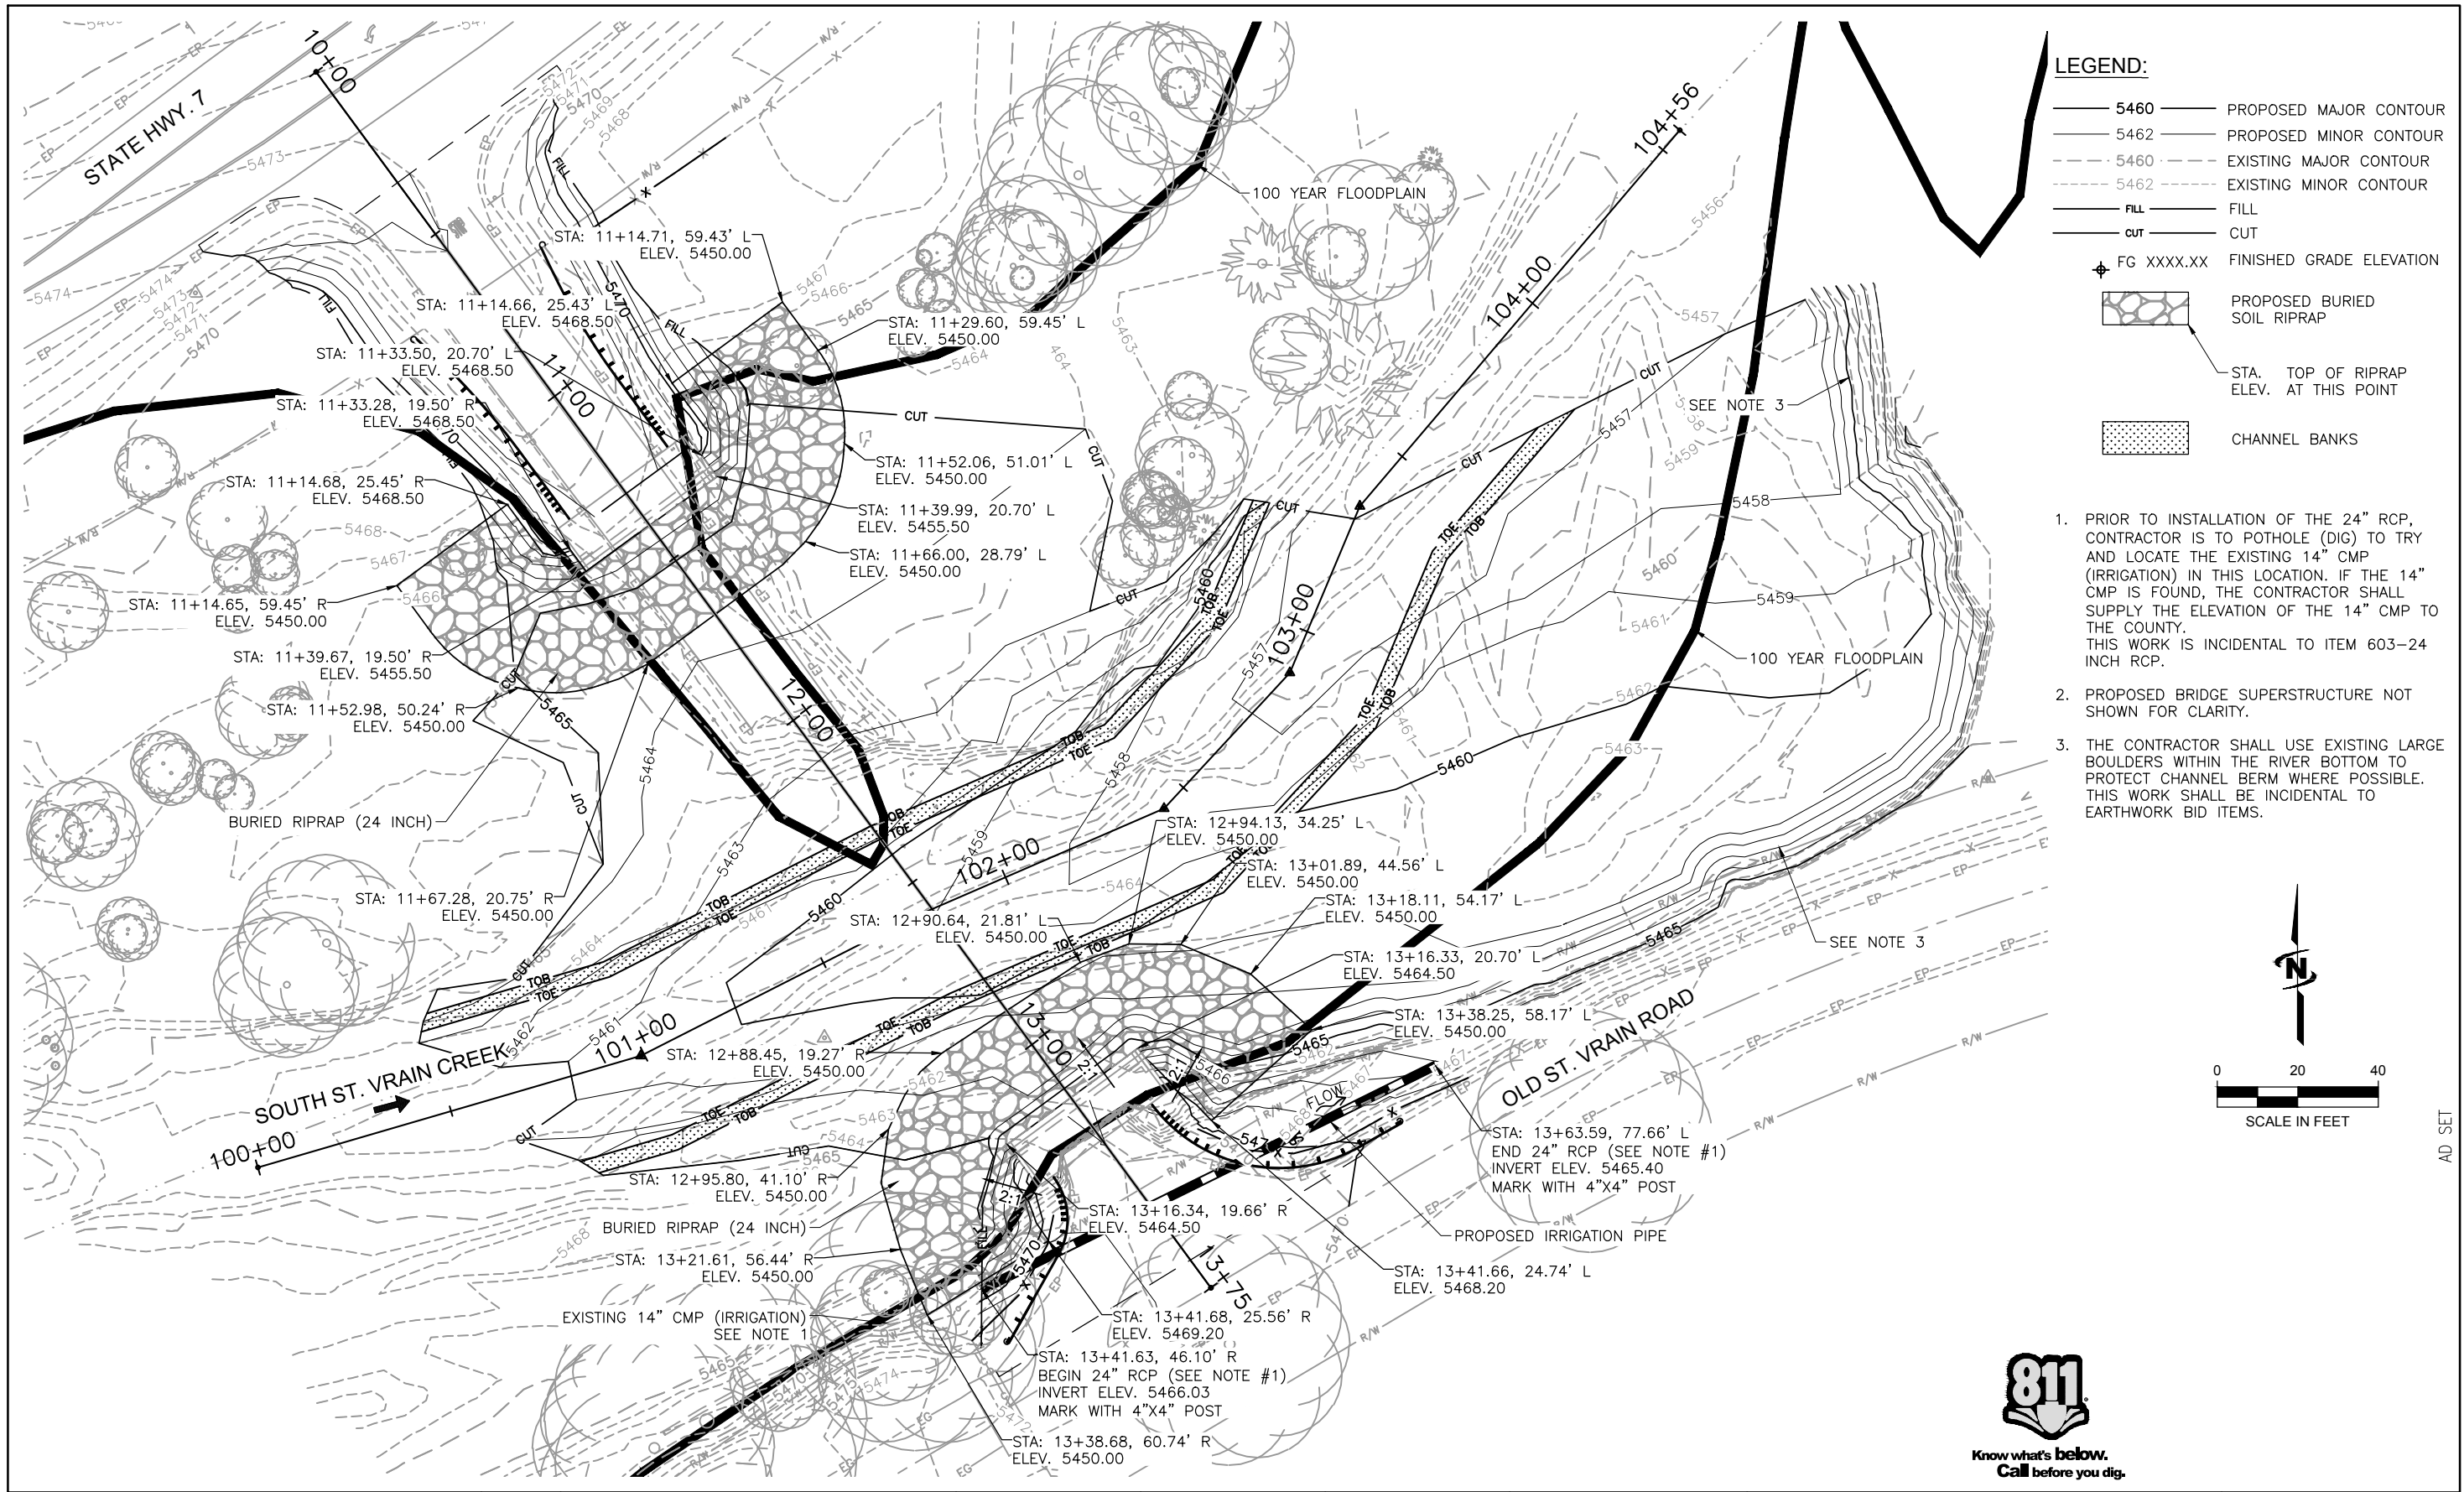 STATE HWY. 7
10+00
11+00
12+00
13+00
13+75
100+00
101+00
102+00
103+00
104+00
104+56
SOUTH ST. VRAIN CREEK
OLD ST. VRAIN ROAD
100 YEAR FLOODPLAIN
100 YEAR FLOODPLAIN
SEE NOTE 3
SEE NOTE 3
STA: 11+14.71, 59.43' L
ELEV. 5450.00
STA: 11+14.66, 25.43' L
ELEV. 5468.50
STA: 11+29.60, 59.45' L
ELEV. 5450.00
STA: 11+33.50, 20.70' L
ELEV. 5468.50
STA: 11+33.28, 19.50' R
ELEV. 5468.50
STA: 11+52.06, 51.01' L
ELEV. 5450.00
STA: 11+14.68, 25.45' R
ELEV. 5468.50
STA: 11+39.99, 20.70' L
ELEV. 5455.50
STA: 11+66.00, 28.79' L
ELEV. 5450.00
STA: 11+14.65, 59.45' R
ELEV. 5450.00
STA: 11+39.67, 19.50' R
ELEV. 5455.50
STA: 11+52.98, 50.24' R
ELEV. 5450.00
BURIED RIPRAP (24 INCH)
STA: 11+67.28, 20.75' R
ELEV. 5450.00
STA: 12+94.13, 34.25' L
ELEV. 5450.00
STA: 13+01.89, 44.56' L
ELEV. 5450.00
STA: 13+18.11, 54.17' L
ELEV. 5450.00
STA: 12+90.64, 21.81' L
ELEV. 5450.00
STA: 13+16.33, 20.70' L
ELEV. 5464.50
STA: 13+38.25, 58.17' L
ELEV. 5450.00
STA: 12+88.45, 19.27' R
ELEV. 5450.00
STA: 13+63.59, 77.66' L
END 24" RCP (SEE NOTE #1)
INVERT ELEV. 5465.40
MARK WITH 4"X4" POST
STA: 12+95.80, 41.10' R
ELEV. 5450.00
STA: 13+16.34, 19.66' R
ELEV. 5464.50
BURIED RIPRAP (24 INCH)
PROPOSED IRRIGATION PIPE
STA: 13+21.61, 56.44' R
ELEV. 5450.00
STA: 13+41.66, 24.74' L
ELEV. 5468.20
EXISTING 14" CMP (IRRIGATION)
SEE NOTE 1
STA: 13+41.68, 25.56' R
ELEV. 5469.20
STA: 13+41.63, 46.10' R
BEGIN 24" RCP (SEE NOTE #1)
INVERT ELEV. 5466.03
MARK WITH 4"X4" POST
STA: 13+38.68, 60.74' R
ELEV. 5450.00
FLOW
2:1
2:1
2:1
LEGEND:
5460 PROPOSED MAJOR CONTOUR
5462 PROPOSED MINOR CONTOUR
5460 EXISTING MAJOR CONTOUR
5462 EXISTING MINOR CONTOUR
FILL FILL
CUT CUT
FG XXXX.XX FINISHED GRADE ELEVATION
PROPOSED BURIED
SOIL RIPRAP
STA. TOP OF RIPRAP
ELEV. AT THIS POINT
CHANNEL BANKS
1. PRIOR TO INSTALLATION OF THE 24" RCP,
CONTRACTOR IS TO POTHOLE (DIG) TO TRY
AND LOCATE THE EXISTING 14" CMP
(IRRIGATION) IN THIS LOCATION. IF THE 14"
CMP IS FOUND, THE CONTRACTOR SHALL
SUPPLY THE ELEVATION OF THE 14" CMP TO
THE COUNTY.
THIS WORK IS INCIDENTAL TO ITEM 603-24
INCH RCP.
2. PROPOSED BRIDGE SUPERSTRUCTURE NOT
SHOWN FOR CLARITY.
3. THE CONTRACTOR SHALL USE EXISTING LARGE
BOULDERS WITHIN THE RIVER BOTTOM TO
PROTECT CHANNEL BERM WHERE POSSIBLE.
THIS WORK SHALL BE INCIDENTAL TO
EARTHWORK BID ITEMS.
N
0 20 40
SCALE IN FEET
AD SET
811
Know what's below.
Call before you dig.